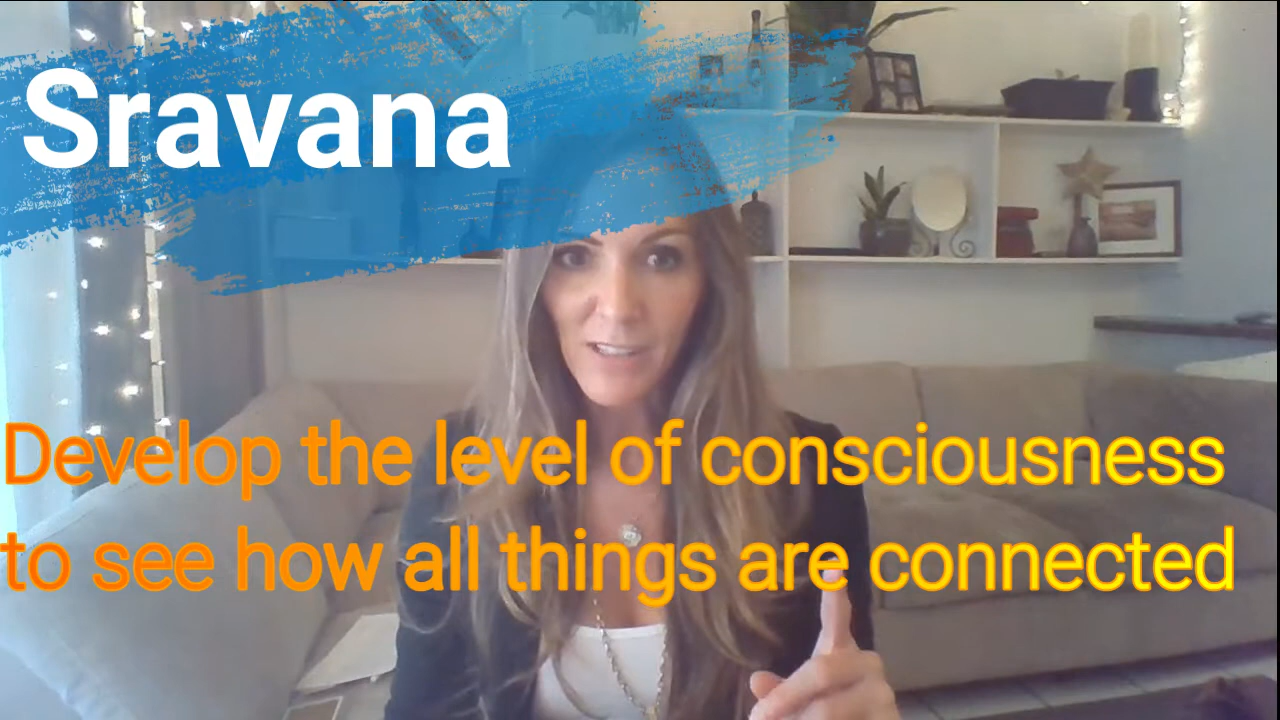 Sravana
Develop the level of consciousness
to see how all things are connected